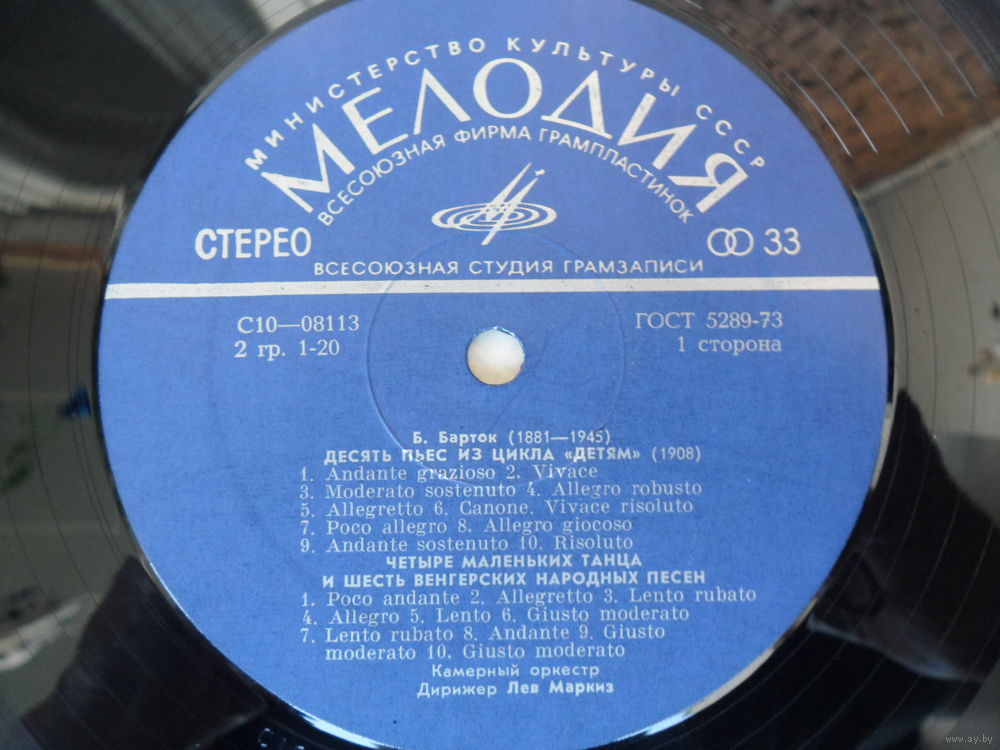 МИНИСТЕРСТВО КУЛЬТУРЫ СССР
МЕЛОДИЯ
ВСЕСОЮЗНАЯ ФИРМА ГРАМПЛАСТИНОК
СТЕРЕО
33
ВСЕСОЮЗНАЯ СТУДИЯ ГРАМЗАПИСИ
С10—08113
ГОСТ 5289-73
2 гр. 1-20
1 сторона
Б. Барток (1881—1945)
ДЕСЯТЬ ПЬЕС ИЗ ЦИКЛА «ДЕТЯМ» (1908)
1. Andante grazioso 2. Vivace
3. Moderato sostenuto 4. Allegro robusto
5. Allegretto 6. Canone. Vivace risoluto
7. Poco allegro 8. Allegro giocoso
9. Andante sostenuto 10. Risoluto
ЧЕТЫРЕ МАЛЕНЬКИХ ТАНЦА
И ШЕСТЬ ВЕНГЕРСКИХ НАРОДНЫХ ПЕСЕН
1. Poco andante 2. Allegretto 3. Lento rubato
4. Allegro 5. Lento 6. Giusto moderato
7. Lento rubato 8. Andante 9. Giusto
moderato 10. Giusto moderato
Камерный оркестр
Дирижер Лев Маркиз
www.ay.by